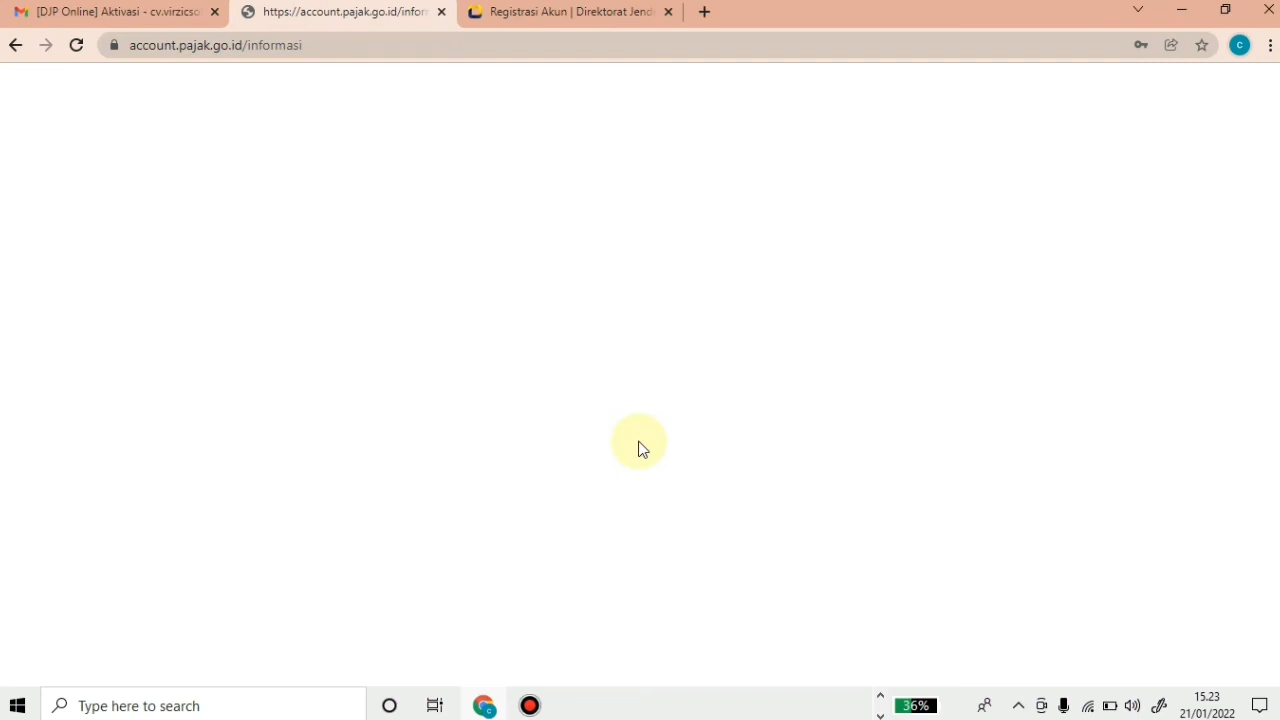 [DJP Online] Aktivasi - cv.virzicso
https://account.pajak.go.id/infor
Registrasi Akun | Direktorat Jend
account.pajak.go.id/informasi
c
Type here to search
c
36%
15.23
21/01/2022